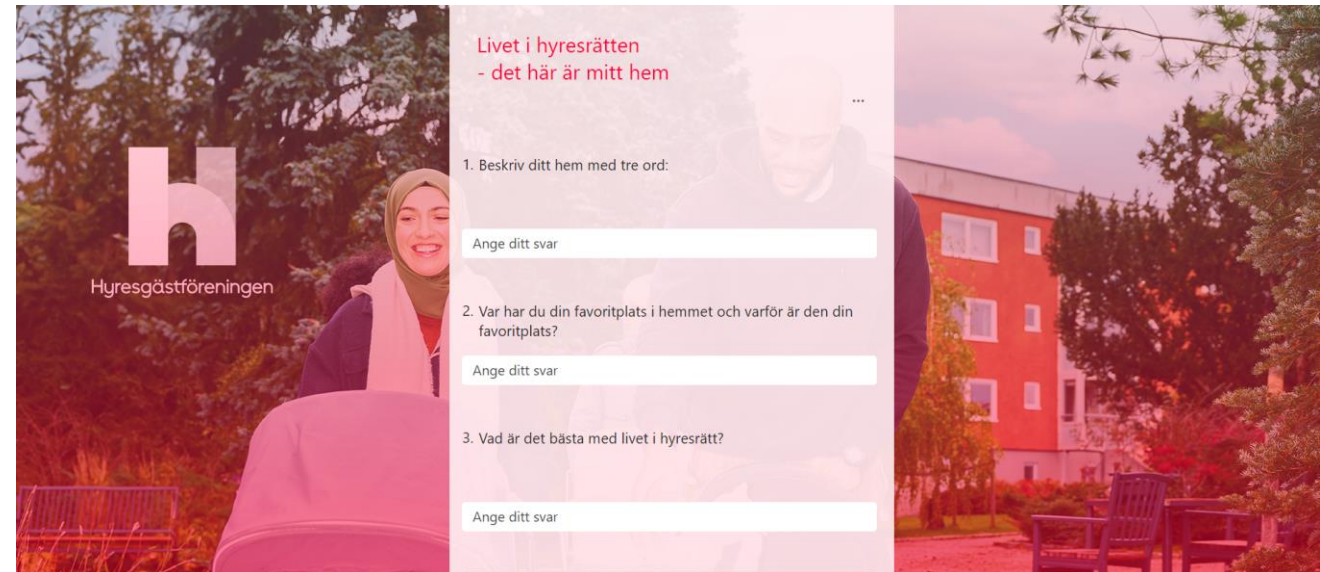 Livet i hyresrätten
- det här är mitt hem
...
1. Beskriv ditt hem med tre ord:
Ange ditt svar
Hyresgästföreningen
2. Var har du din favoritplats i hemmet och varför är den din
favoritplats?
Ange ditt svar
3. Vad är det bästa med livet i hyresrätt?
Ange ditt svar